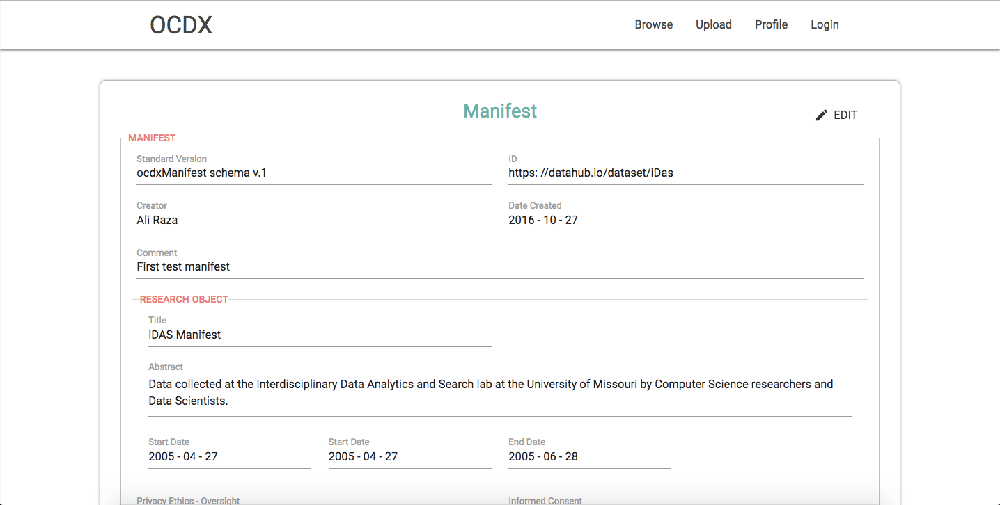 OCDX
Browse Upload Profile Login
Manifest
EDIT
MANIFEST
Standard Version ID
ocdxManifest schema v.1 https: //datahub.io/dataset/iDas
Creator Date Created
Ali Raza 2016 - 10 - 27
Comment
First test manifest
RESEARCH OBJECT
Title
iDAS Manifest
Abstract
Data collected at the Interdisciplinary Data Analytics and Search lab at the University of Missouri by Computer Science researchers and
Data Scientists.
Start Date Start Date End Date
2005 - 04 - 27 2005 - 04 - 27 2005 - 06 - 28
Privacy Ethics - Oversight Informed Consent